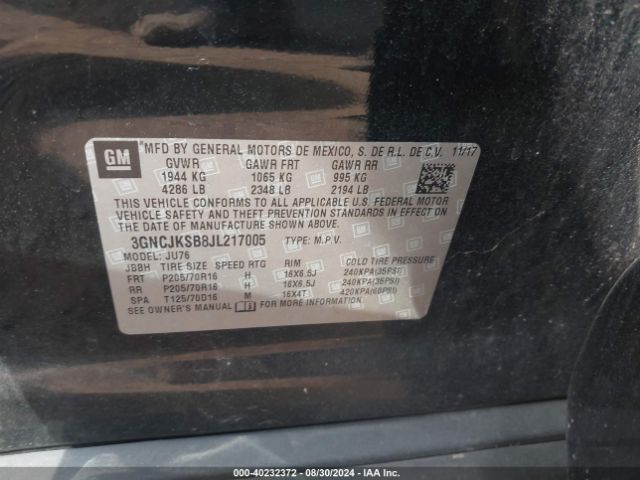 GM
MFD BY GENERAL MOTORS DE MEXICO, S. DE R.L. DE C.V. 11/17
GVWR GAWR FRT GAWR RR
1944 KG 1065 KG 995 KG
4286 LB 2348 LB 2194 LB
THIS VEHICLE CONFORMS TO ALL APPLICABLE U.S. FEDERAL MOTOR
VEHICLE SAFETY AND THEFT PREVENTION STANDARDS IN EFFECT ON
THE DATE OF MANUFACTURE SHOWN ABOVE.
3GNCJKSB8JL217005 TYPE: M.P.V.
MODEL: JU76
JBBH TIRE SIZE SPEED RTG RIM COLD TIRE PRESSURE
FRT P205/70R16 H 16X6.5J 240KPA(35PSI)
RR P205/70R16 H 16X6.5J 240KPA(35PSI)
SPA T125/70D16 M 16X4T 420KPA(60PSI)
SEE OWNER'S MANUAL FOR MORE INFORMATION.
000-40232372 - 08/30/2024 - IAA Inc.